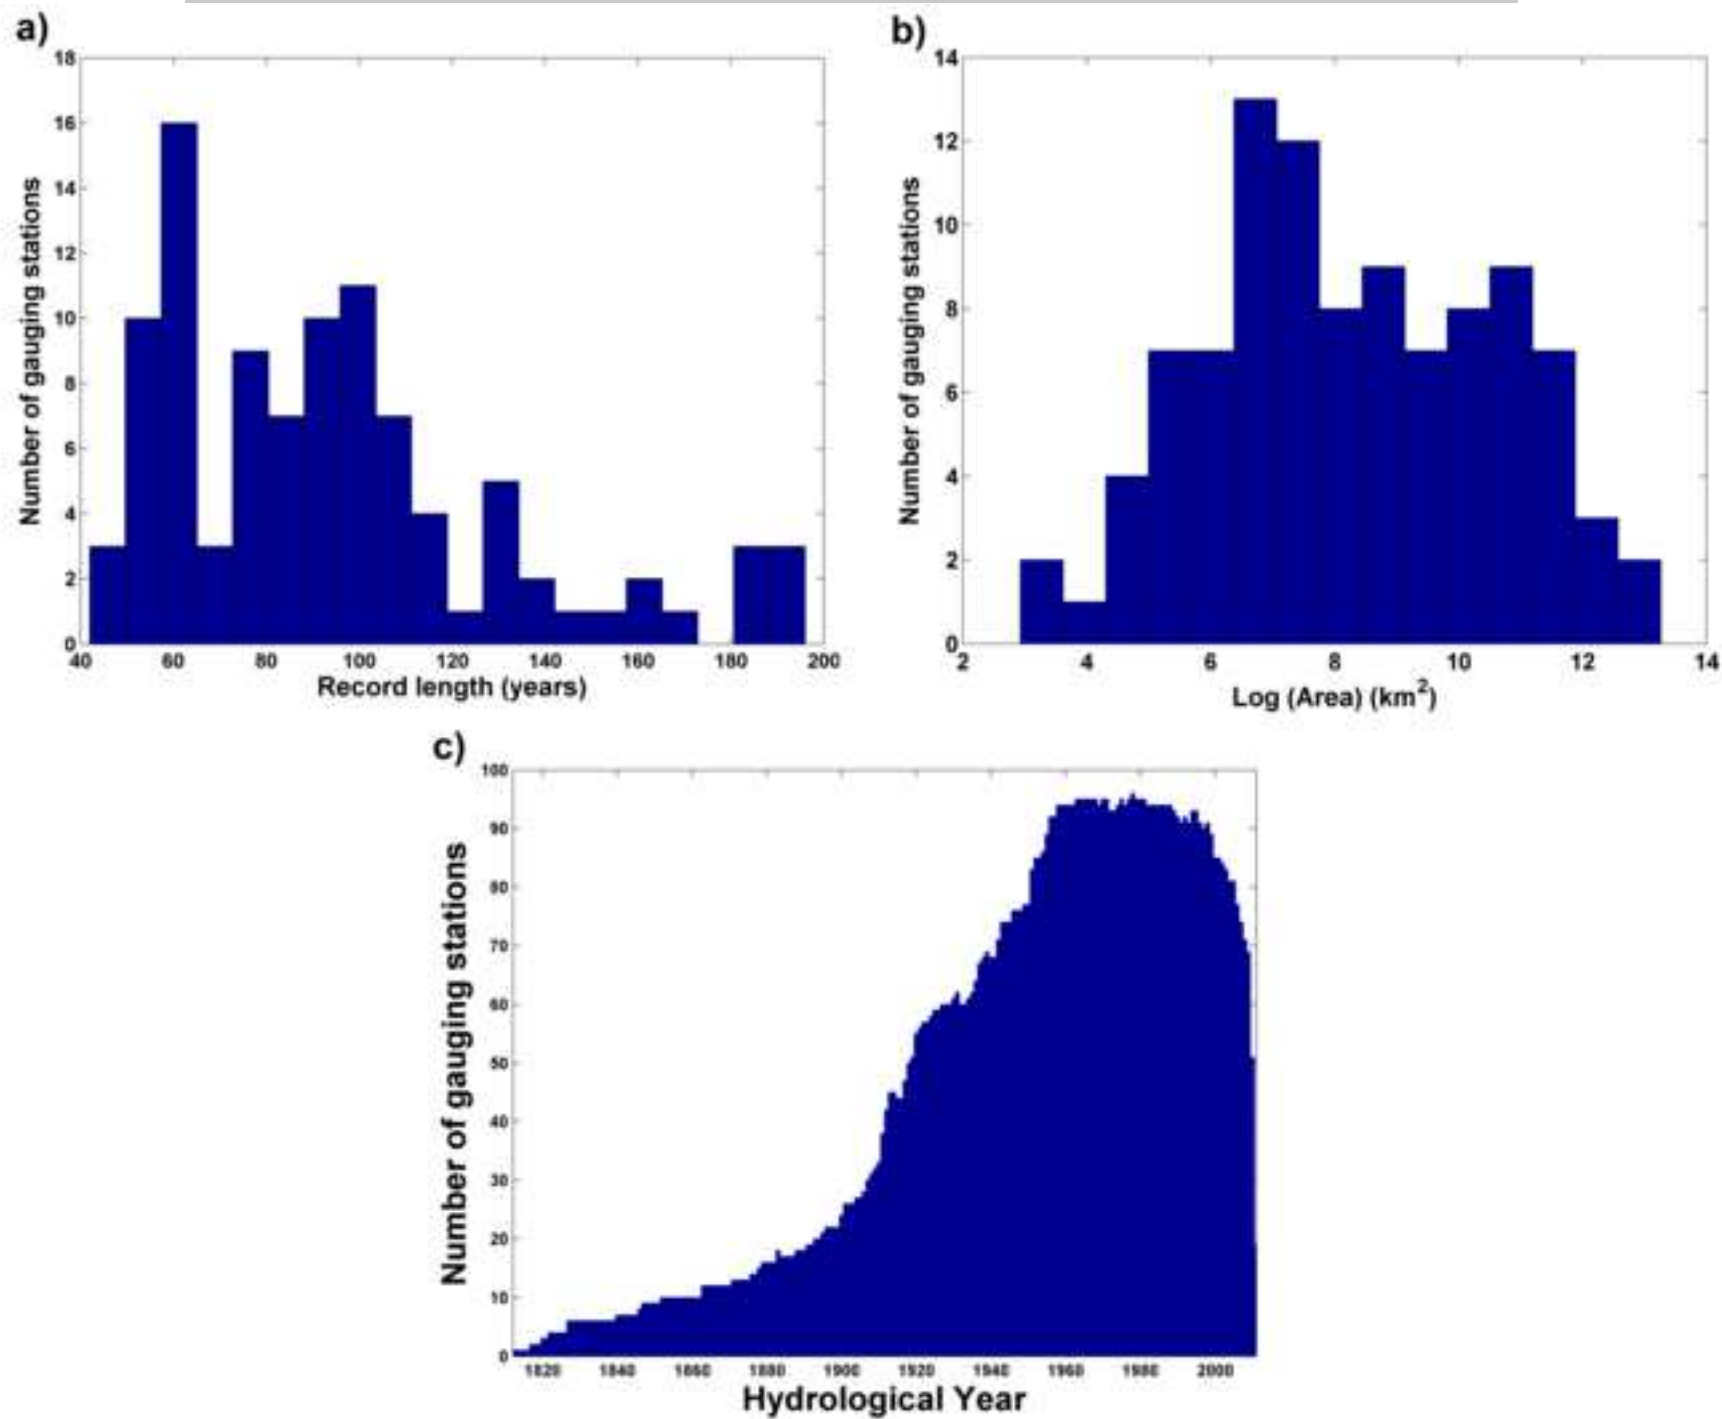 a)
18
16
14
12
10
8
6
4
2
0
40 60 80 100 120 140 160 180 200
Number of gauging stations
Record length (years)
b)
14
12
10
8
6
4
2
0
2 4 6 8 10 12 14
Number of gauging stations
Log (Area) (km²)
c)
100
90
80
70
60
50
40
30
20
10
0
1820 1840 1860 1880 1900 1920 1940 1960 1980 2000
Number of gauging stations
Hydrological Year